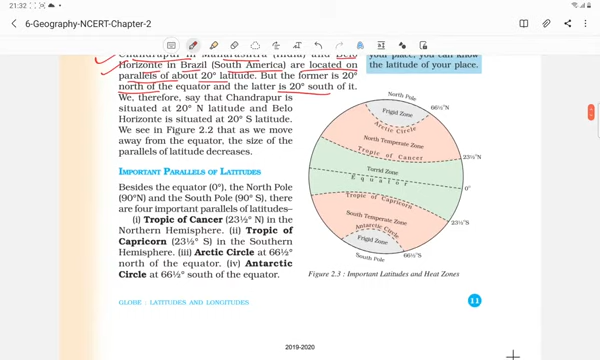 21:32
6-Geography-NCERT-Chapter-2
Chandrapur in Maharashtra (India) and Belo
Horizonte in Brazil (South America) are located on
parallels of about 20° latitude. But the former is 20°
north of the equator and the latter is 20° south of it.
We, therefore, say that Chandrapur is
situated at 20° N latitude and Belo
Horizonte is situated at 20° S latitude.
We see in Figure 2.2 that as we move
away from the equator, the size of the
parallels of latitude decreases.
IMPORTANT PARALLELS OF LATITUDES
Besides the equator (0°), the North Pole
(90°N) and the South Pole (90° S), there
are four important parallels of latitudes–
(i) Tropic of Cancer (23½° N) in the
Northern Hemisphere. (ii) Tropic of
Capricorn (23½° S) in the Southern
Hemisphere. (iii) Arctic Circle at 66½°
north of the equator. (iv) Antarctic
Circle at 66½° south of the equator.
your place, you can know
the latitude of your place.
North Pole
66½°N
Frigid Zone
Arctic Circle
North Temperate Zone
Tropic of Cancer
23½°N
Torrid Zone
Equator
0°
Tropic of Capricorn
23½°S
South Temperate Zone
Antarctic Circle
Frigid Zone
66½°S
South Pole
Figure 2.3 : Important Latitudes and Heat Zones
GLOBE : LATITUDES AND LONGITUDES
11
2019-2020